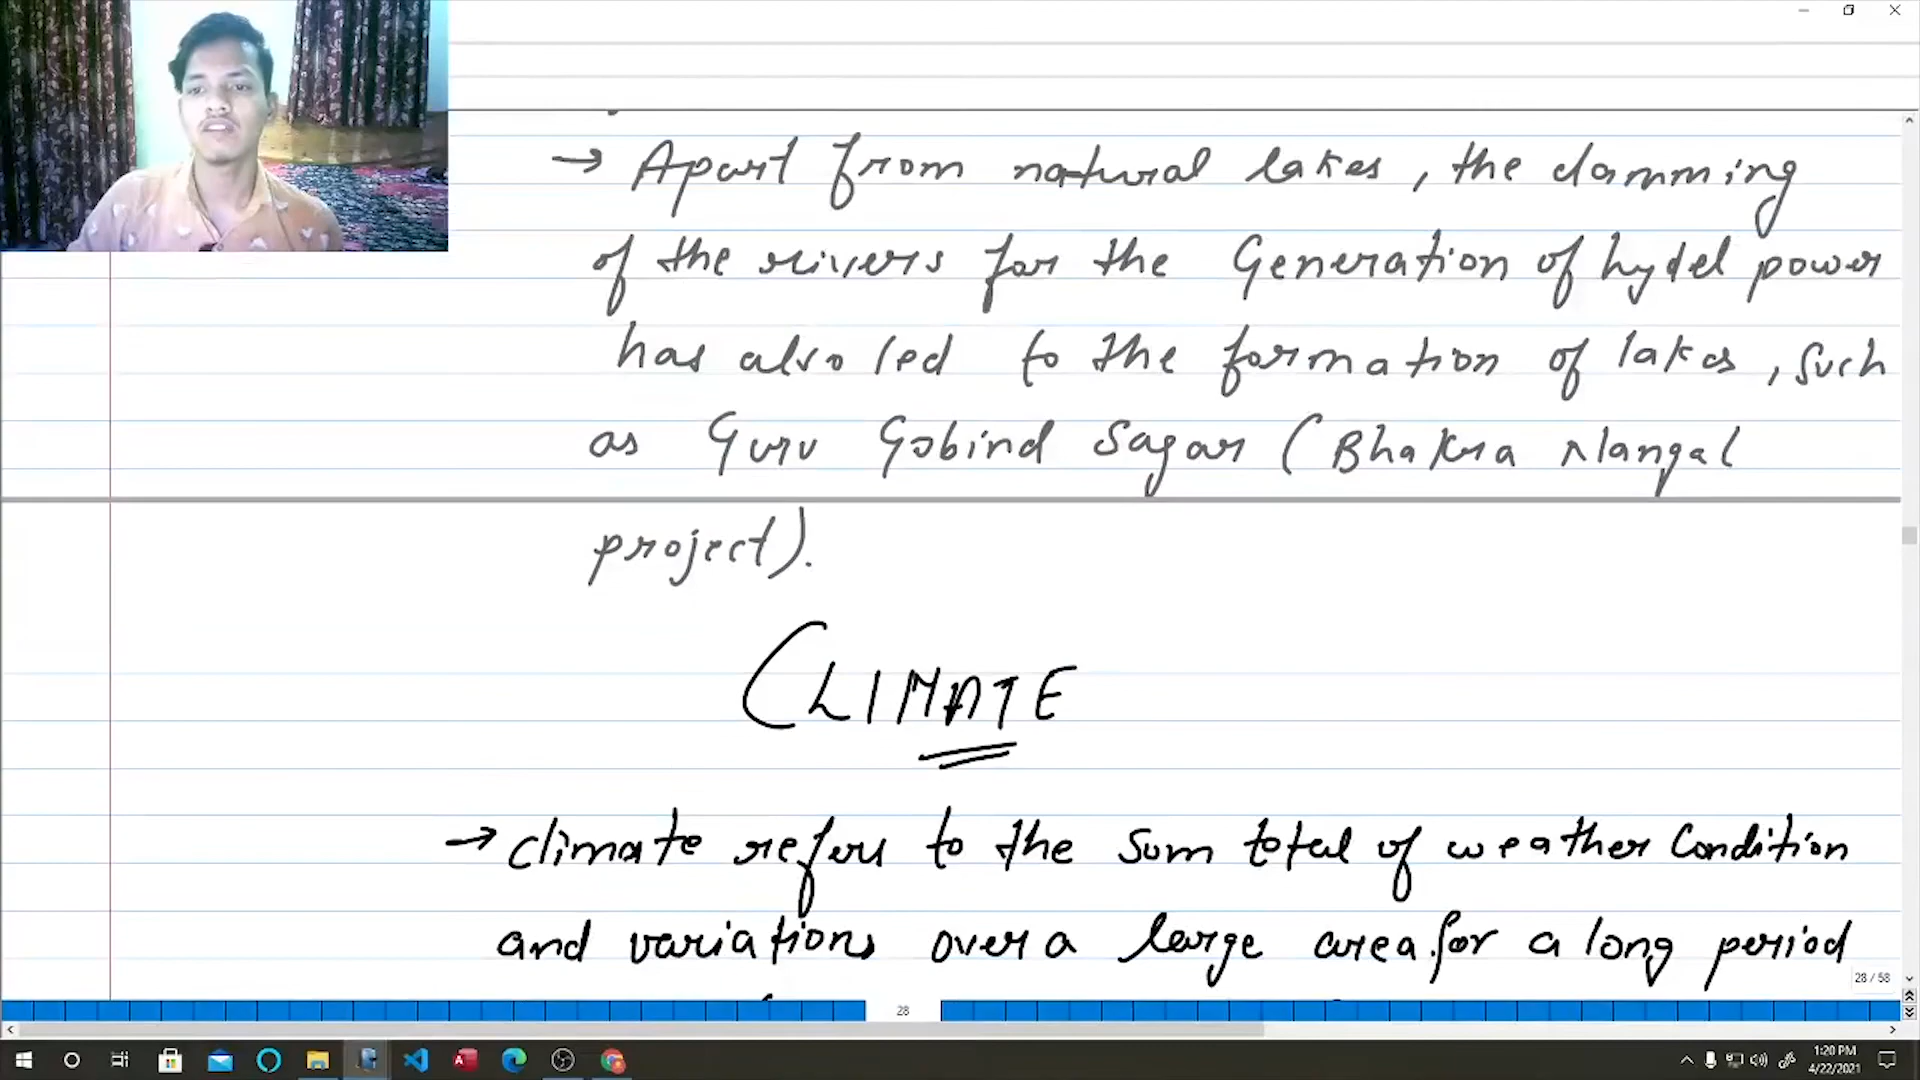 → Apart from natural lakes, the damming
of the rivers for the Generation of hydel power
has also led to the formation of lakes, such
as Guru Gobind Sagar (Bhakra Nangal
project).
CLIMATE
→ climate refers to the sum total of weather Condition
and variations over a large area for a long period
28 / 58
28
1:20 PM
4/22/2021